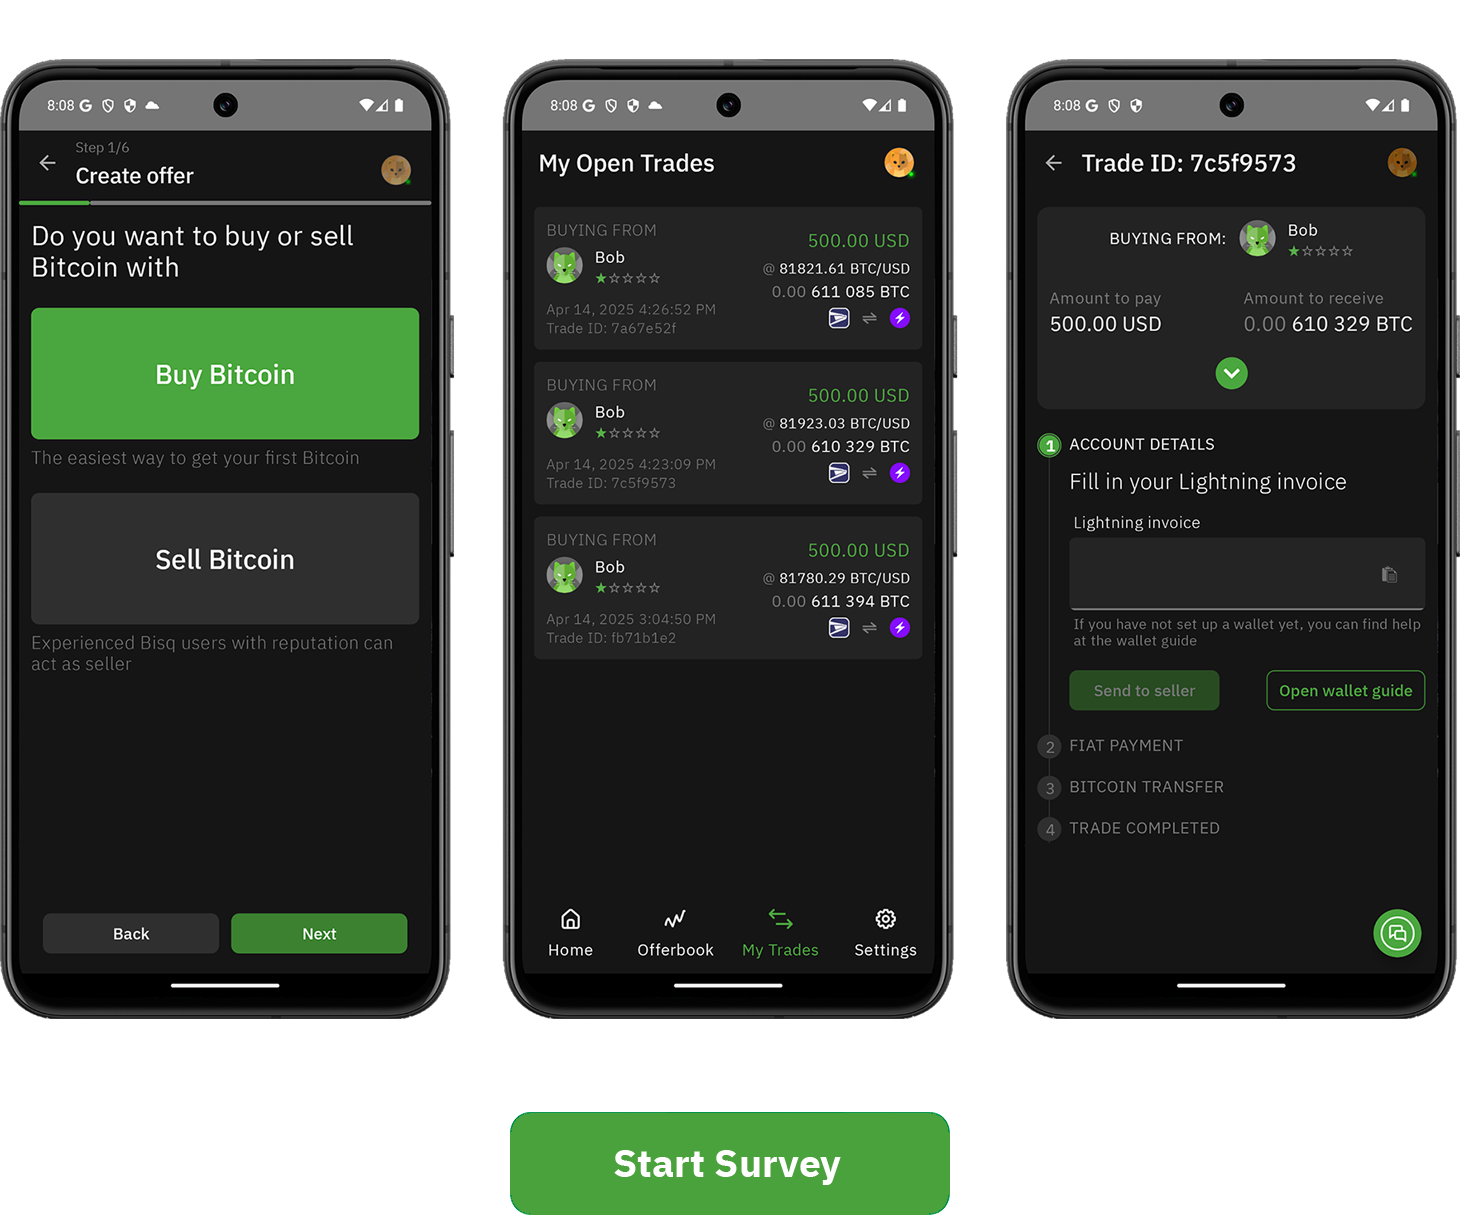 8:08
Step 1/6
Create offer
Do you want to buy or sell
Bitcoin with
Buy Bitcoin
The easiest way to get your first Bitcoin
Sell Bitcoin
Experienced Bisq users with reputation can
act as seller
Back
Next
8:08
My Open Trades
BUYING FROM
Bob
500.00 USD
@ 81821.61 BTC/USD
0.00 611 085 BTC
Apr 14, 2025 4:26:52 PM
Trade ID: 7a67e52f
BUYING FROM
Bob
500.00 USD
@ 81923.03 BTC/USD
0.00 610 329 BTC
Apr 14, 2025 4:23:09 PM
Trade ID: 7c5f9573
BUYING FROM
Bob
500.00 USD
@ 81780.29 BTC/USD
0.00 611 394 BTC
Apr 14, 2025 3:04:50 PM
Trade ID: fb71b1e2
Home
Offerbook
My Trades
Settings
8:08
Trade ID: 7c5f9573
BUYING FROM:
Bob
Amount to pay
500.00 USD
Amount to receive
0.00 610 329 BTC
1 ACCOUNT DETAILS
Fill in your Lightning invoice
Lightning invoice
If you have not set up a wallet yet, you can find help
at the wallet guide
Send to seller
Open wallet guide
2 FIAT PAYMENT
3 BITCOIN TRANSFER
4 TRADE COMPLETED
Start Survey